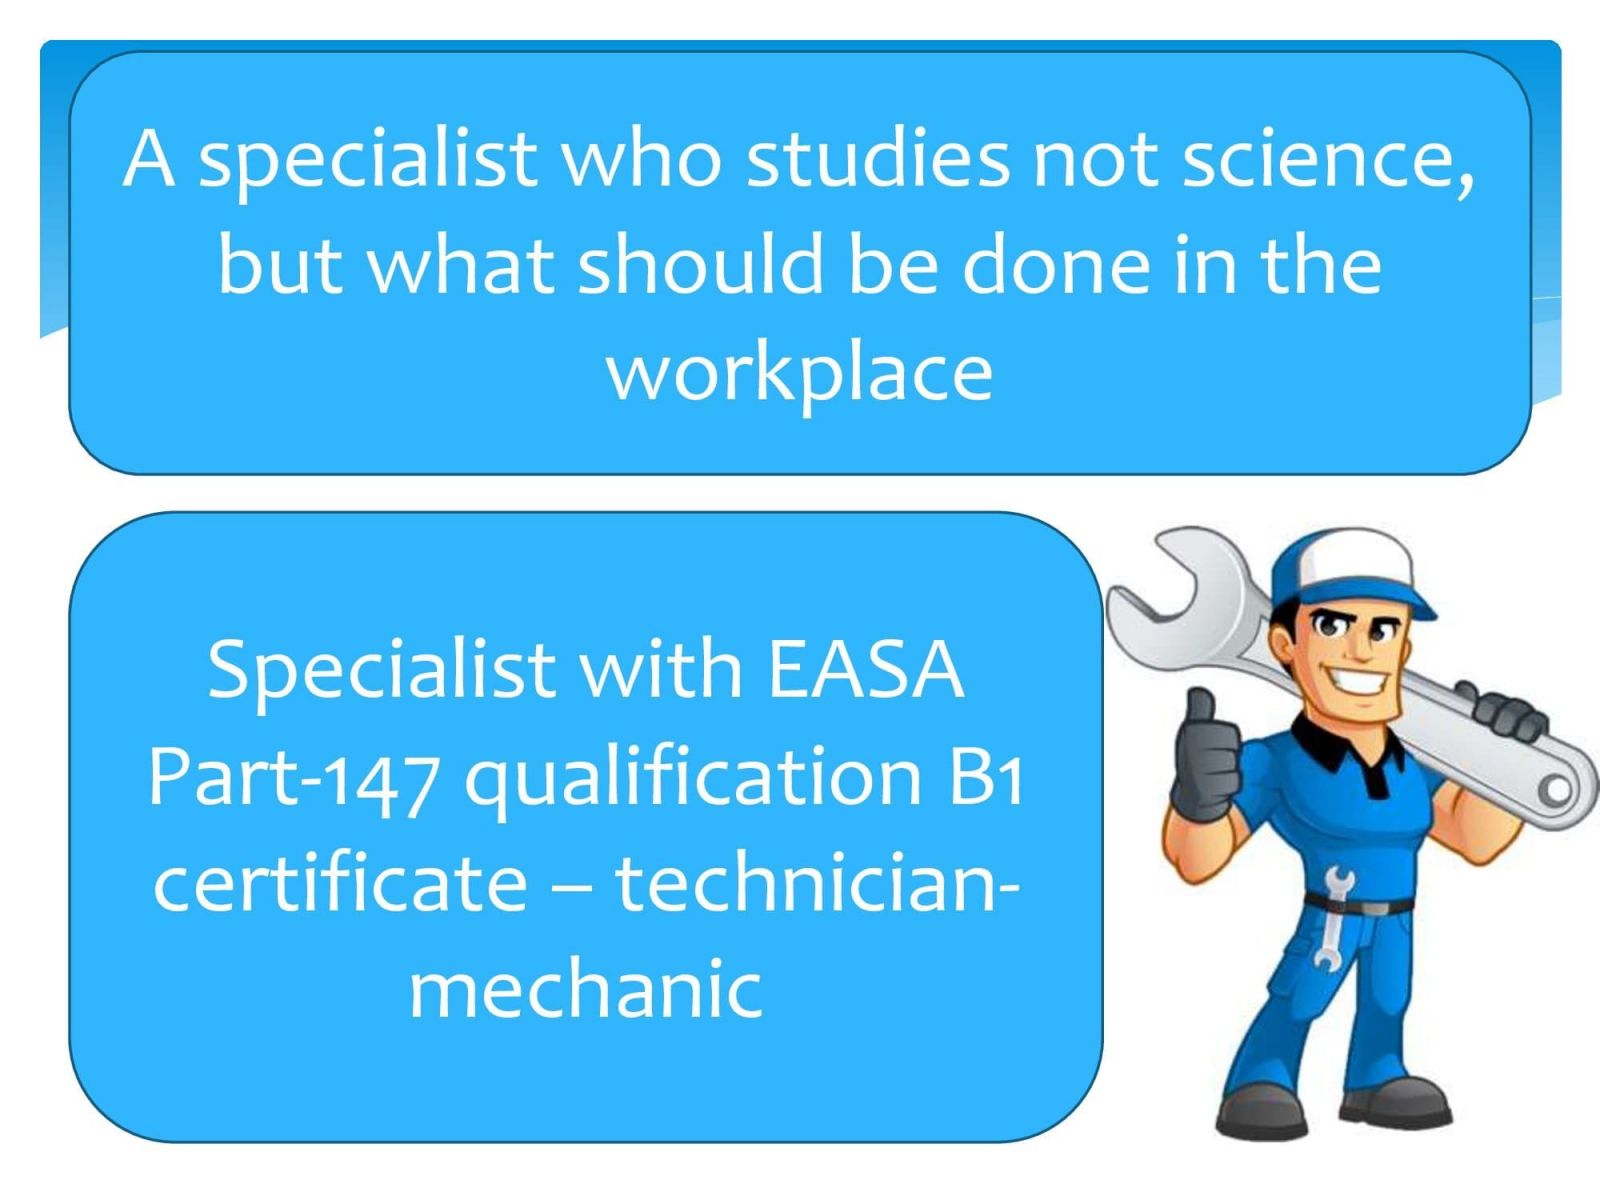 A specialist who studies not science,
but what should be done in the
workplace
Specialist with EASA
Part-147 qualification B1
certificate – technician-
mechanic